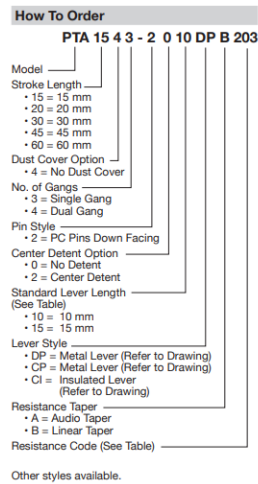 How To Order
PTA 15 4 3 - 2 0 10 DP B 203
Model
Stroke Length
• 15 = 15 mm
• 20 = 20 mm
• 30 = 30 mm
• 45 = 45 mm
• 60 = 60 mm
Dust Cover Option
• 4 = No Dust Cover
No. of Gangs
• 3 = Single Gang
• 4 = Dual Gang
Pin Style
• 2 = PC Pins Down Facing
Center Detent Option
• 0 = No Detent
• 2 = Center Detent
Standard Lever Length
(See Table)
• 10 = 10 mm
• 15 = 15 mm
Lever Style
• DP = Metal Lever (Refer to Drawing)
• CP = Metal Lever (Refer to Drawing)
• CI = Insulated Lever
(Refer to Drawing)
Resistance Taper
• A = Audio Taper
• B = Linear Taper
Resistance Code (See Table)
Other styles available.